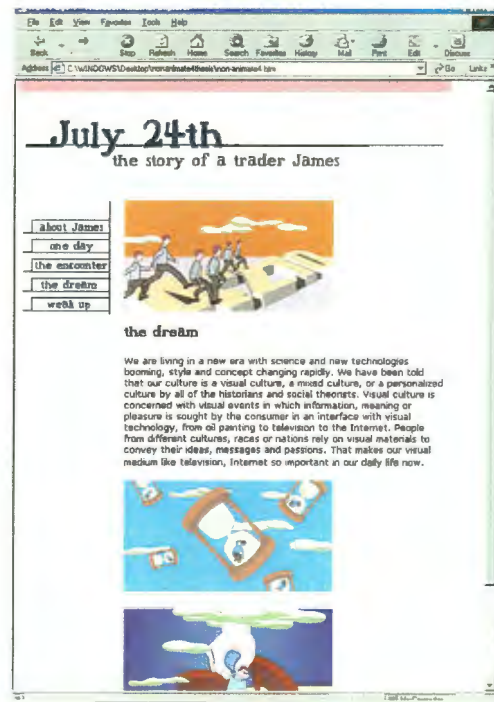 File Edit View Favorites Tools Help
Back Stop Refresh Home Search Favorites History Mail Print Edit Discuss
Address C:\WINDOWS\Desktop\non-animate4thesis\non-animate4.htm Go Links
July 24th
the story of a trader James
about James
one day
the encounter
the dream
weak up
the dream
We are living in a new era with science and new technologies
booming, style and concept changing rapidly. We have been told
that our culture is a visual culture, a mixed culture, or a personalized
culture by all of the historians and social theorists. Visual culture is
concerned with visual events in which information, meaning or
pleasure is sought by the consumer in an interface with visual
technology, from oil painting to television to the Internet. People
from different cultures, races or nations rely on visual materials to
convey their ideas, messages and passions. That makes our visual
medium like television, Internet so important in our daily life now.